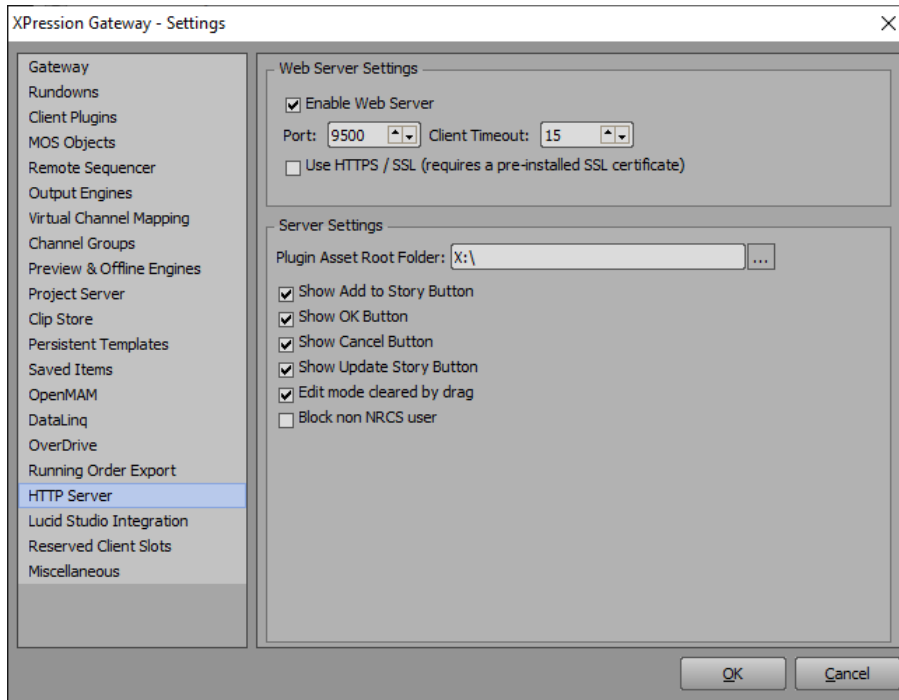 XPression Gateway - Settings
Gateway
Rundowns
Client Plugins
MOS Objects
Remote Sequencer
Output Engines
Virtual Channel Mapping
Channel Groups
Preview & Offline Engines
Project Server
Clip Store
Persistent Templates
Saved Items
OpenMAM
DataLinq
OverDrive
Running Order Export
HTTP Server
Lucid Studio Integration
Reserved Client Slots
Miscellaneous
Web Server Settings
Enable Web Server
Port: 9500 Client Timeout: 15
Use HTTPS / SSL (requires a pre-installed SSL certificate)
Server Settings
Plugin Asset Root Folder: X:\ ...
Show Add to Story Button
Show OK Button
Show Cancel Button
Show Update Story Button
Edit mode cleared by drag
Block non NRCS user
OK Cancel